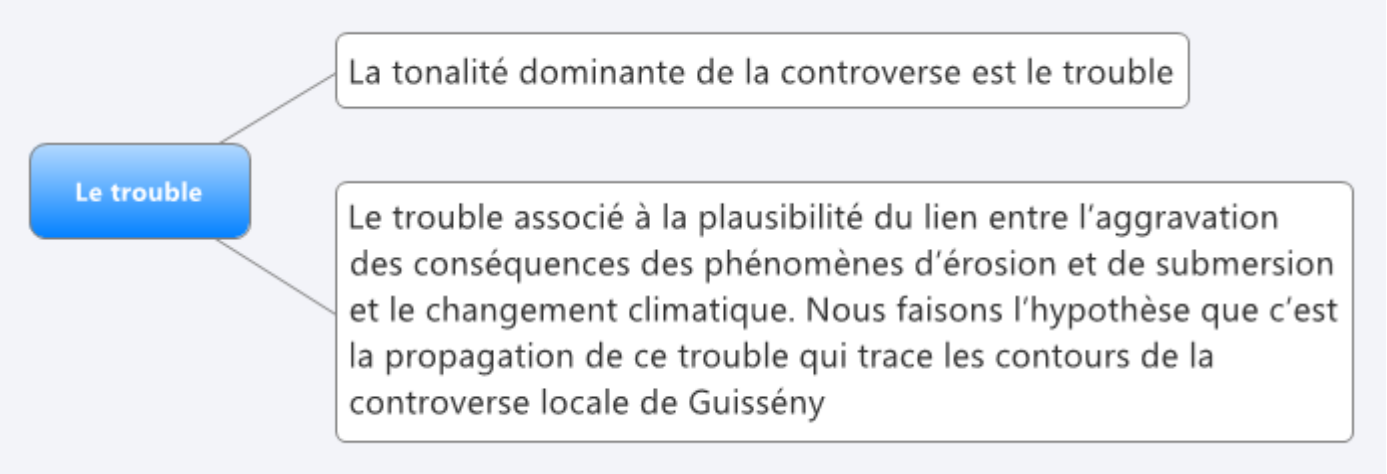 La tonalité dominante de la controverse est le trouble
Le trouble
Le trouble associé à la plausibilité du lien entre l’aggravation
des conséquences des phénomènes d’érosion et de submersion
et le changement climatique. Nous faisons l’hypothèse que c’est
la propagation de ce trouble qui trace les contours de la
controverse locale de Guissény